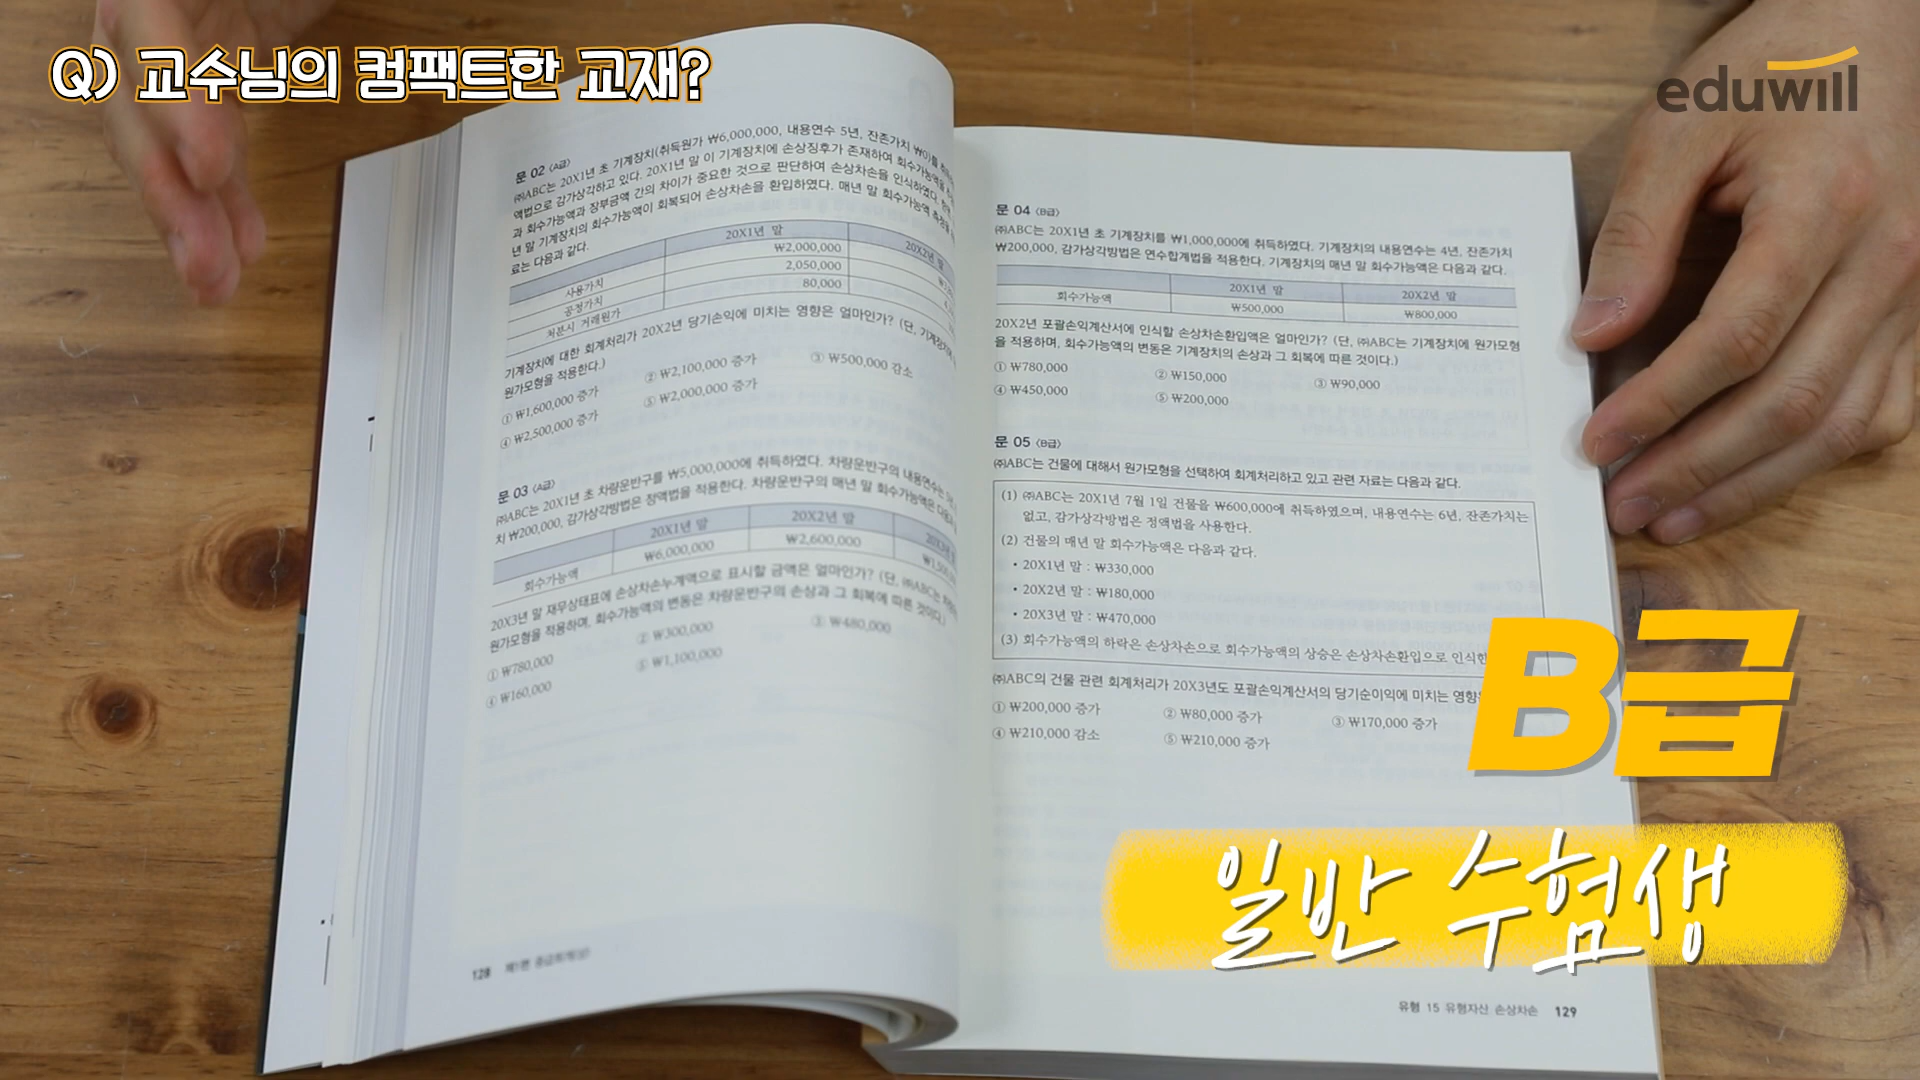 Q) 교수님의 컴팩트한 교재?
eduwill
문 02 〈A급〉
㈜ABC는 20X1년 초 기계장치(취득원가 ₩6,000,000, 내용연수 5년, 잔존가치 ₩0)를
액법으로 감가상각하고 있다. 20X1년 말 이 기계장치에 손상징후가 존재하여 회수가능액을
과 회수가능액과 장부금액 간의 차이가 중요한 것으로 판단하여 손상차손을 인식하였다.
년 말 기계장치의 회수가능액이 회복되어 손상차손을 환입하였다. 매년 말 회수가능액
료는 다음과 같다.
20X1년 말 20X2년 말
사용가치 ₩2,000,000
공정가치 2,050,000
처분시 거래원가 80,000
기계장치에 대한 회계처리가 20X2년 당기손익에 미치는 영향은 얼마인가? (단, 기계장치에
원가모형을 적용한다.)
① ₩1,600,000 증가 ② ₩2,100,000 증가 ③ ₩500,000 감소
④ ₩2,500,000 증가 ⑤ ₩2,000,000 증가
문 03 〈A급〉
㈜ABC는 20X1년 초 차량운반구를 ₩5,000,000에 취득하였다. 차량운반구의 내용연수는
치 ₩200,000, 감가상각방법은 정액법을 적용한다. 차량운반구의 매년 말 회수가능액은 다음과
20X1년 말 20X2년 말
회수가능액 ₩6,000,000 ₩2,600,000
20X3년 말 재무상태표에 손상차손누계액으로 표시할 금액은 얼마인가? (단, ㈜ABC는
원가모형을 적용하며, 회수가능액의 변동은 차량운반구의 손상과 그 회복에 따른 것이다.)
① ₩780,000 ② ₩300,000 ③ ₩480,000
④ ₩160,000 ⑤ ₩1,100,000
128
문 04 〈B급〉
㈜ABC는 20X1년 초 기계장치를 ₩1,000,000에 취득하였다. 기계장치의 내용연수는 4년, 잔존가치
₩200,000, 감가상각방법은 연수합계법을 적용한다. 기계장치의 매년 말 회수가능액은 다음과 같다.
20X1년 말 20X2년 말
회수가능액 ₩500,000 ₩800,000
20X2년 포괄손익계산서에 인식할 손상차손환입액은 얼마인가? (단, ㈜ABC는 기계장치에 원가모형
을 적용하며, 회수가능액의 변동은 기계장치의 손상과 그 회복에 따른 것이다.)
① ₩780,000 ② ₩150,000 ③ ₩90,000
④ ₩450,000 ⑤ ₩200,000
문 05 〈B급〉
㈜ABC는 건물에 대해서 원가모형을 선택하여 회계처리하고 있고 관련 자료는 다음과 같다.
(1) ㈜ABC는 20X1년 7월 1일 건물을 ₩600,000에 취득하였으며, 내용연수는 6년, 잔존가치는
없고, 감가상각방법은 정액법을 사용한다.
(2) 건물의 매년 말 회수가능액은 다음과 같다.
• 20X1년 말 : ₩330,000
• 20X2년 말 : ₩180,000
• 20X3년 말 : ₩470,000
(3) 회수가능액의 하락은 손상차손으로 회수가능액의 상승은 손상차손환입으로 인식한
㈜ABC의 건물 관련 회계처리가 20X3년도 포괄손익계산서의 당기순이익에 미치는 영향은
① ₩200,000 증가 ② ₩80,000 증가 ③ ₩170,000 증가
④ ₩210,000 감소 ⑤ ₩210,000 증가
유형 15 유형자산 손상차손 129
B급
일반 수험생